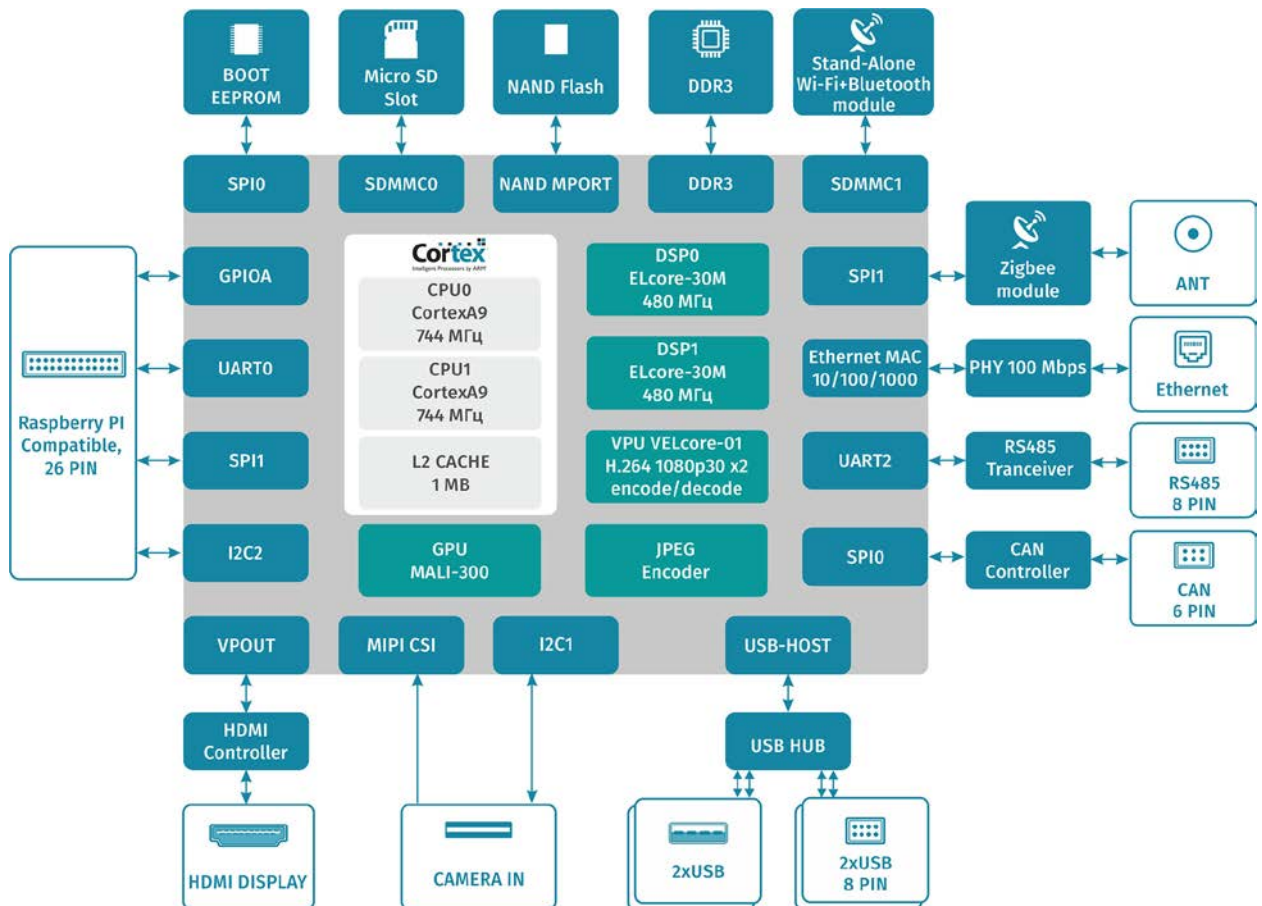 BOOT
EEPROM
Micro SD
Slot
NAND Flash
DDR3
Stand-Alone
Wi-Fi+Bluetooth
module
SPI0
SDMMC0
NAND MPORT
DDR3
SDMMC1
Raspberry PI
Compatible,
26 PIN
GPIOA
UART0
SPI1
I2C2
Cortex
Intelligent Processors by ARM
CPU0
CortexA9
744 МГц
CPU1
CortexA9
744 МГц
L2 CACHE
1 MB
GPU
MALI-300
DSP0
ELcore-30M
480 МГц
DSP1
ELcore-30M
480 МГц
VPU VELcore-01
H.264 1080p30 x2
encode/decode
JPEG
Encoder
SPI1
Zigbee
module
ANT
Ethernet MAC
10/100/1000
PHY 100 Mbps
Ethernet
UART2
RS485
Tranceiver
RS485
8 PIN
SPI0
CAN
Controller
CAN
6 PIN
VPOUT
MIPI CSI
I2C1
USB-HOST
HDMI
Controller
USB HUB
HDMI DISPLAY
CAMERA IN
2xUSB
2xUSB
8 PIN